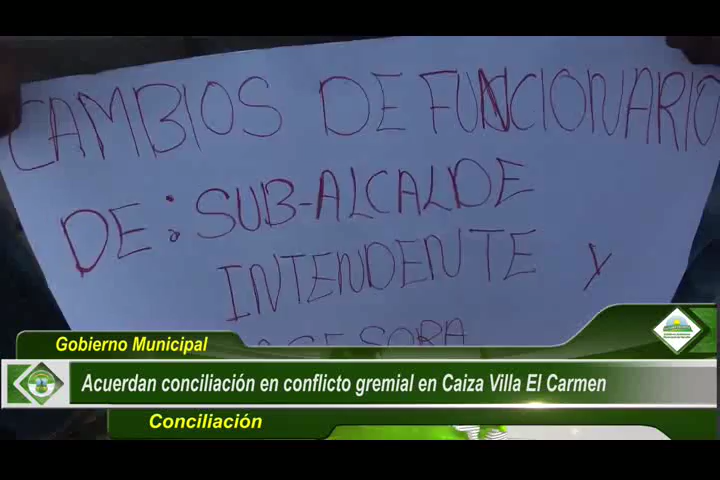 CAMBIOS DE FUNCIONARIO
DE: SUB-ALCALDE
INTENDENTE Y
ASESORA
Gobierno Municipal
Acuerdan conciliación en conflicto gremial en Caiza Villa El Carmen
Conciliación